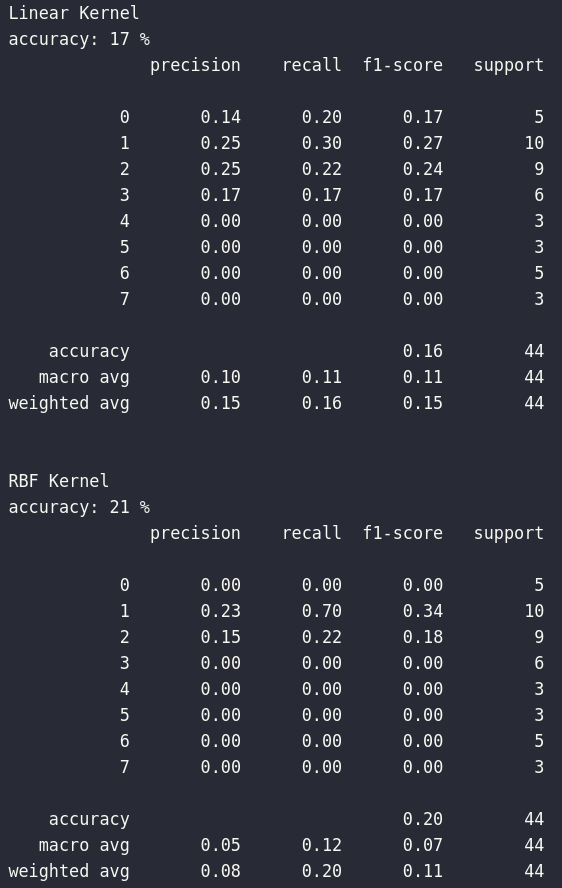 Linear Kernel
accuracy: 17 %
              precision    recall  f1-score   support

           0       0.14      0.20      0.17         5
           1       0.25      0.30      0.27        10
           2       0.25      0.22      0.24         9
           3       0.17      0.17      0.17         6
           4       0.00      0.00      0.00         3
           5       0.00      0.00      0.00         3
           6       0.00      0.00      0.00         5
           7       0.00      0.00      0.00         3

    accuracy                           0.16        44
   macro avg       0.10      0.11      0.11        44
weighted avg       0.15      0.16      0.15        44

RBF Kernel
accuracy: 21 %
              precision    recall  f1-score   support

           0       0.00      0.00      0.00         5
           1       0.23      0.70      0.34        10
           2       0.15      0.22      0.18         9
           3       0.00      0.00      0.00         6
           4       0.00      0.00      0.00         3
           5       0.00      0.00      0.00         3
           6       0.00      0.00      0.00         5
           7       0.00      0.00      0.00         3

    accuracy                           0.20        44
   macro avg       0.05      0.12      0.07        44
weighted avg       0.08      0.20      0.11        44